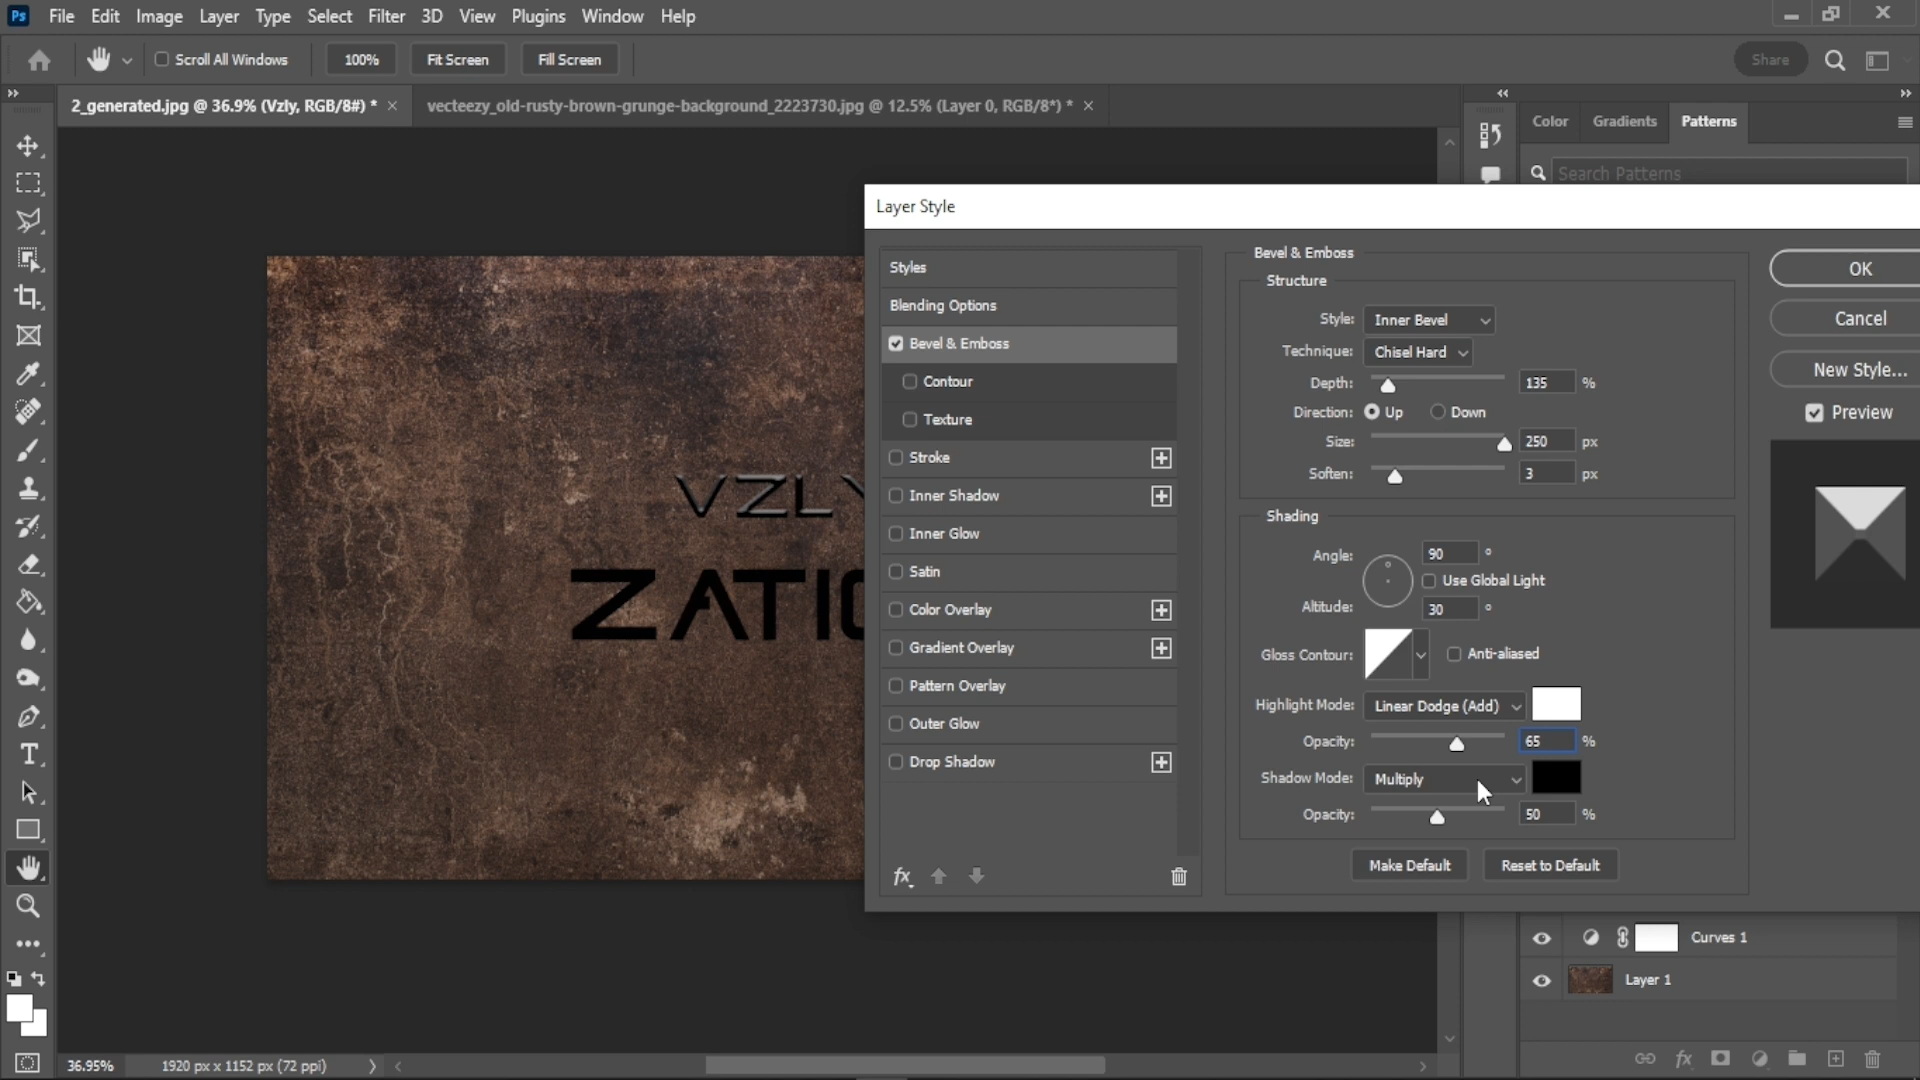 Ps File Edit Image Layer Type Select Filter 3D View Plugins Window Help
Scroll All Windows 100% Fit Screen Fill Screen Share
2_generated.jpg @ 36.9% (Vzly, RGB/8#) * × vecteezy_old-rusty-brown-grunge-background_2223730.jpg @ 12.5% (Layer 0, RGB/8*) * ×
Color Gradients Patterns
Search Patterns
Layer Style
Styles
Blending Options
Bevel & Emboss
Contour
Texture
Stroke
Inner Shadow
Inner Glow
Satin
Color Overlay
Gradient Overlay
Pattern Overlay
Outer Glow
Drop Shadow
fx
Bevel & Emboss
Structure
Style: Inner Bevel
Technique: Chisel Hard
Depth: 135 %
Direction: Up Down
Size: 250 px
Soften: 3 px
Shading
Angle: 90 °
Use Global Light
Altitude: 30 °
Gloss Contour: Anti-aliased
Highlight Mode: Linear Dodge (Add)
Opacity: 65 %
Shadow Mode: Multiply
Opacity: 50 %
Make Default Reset to Default
OK
Cancel
New Style...
Preview
VZLY
ZATIO
Curves 1
Layer 1
fx
36.95% 1920 px x 1152 px (72 ppi)